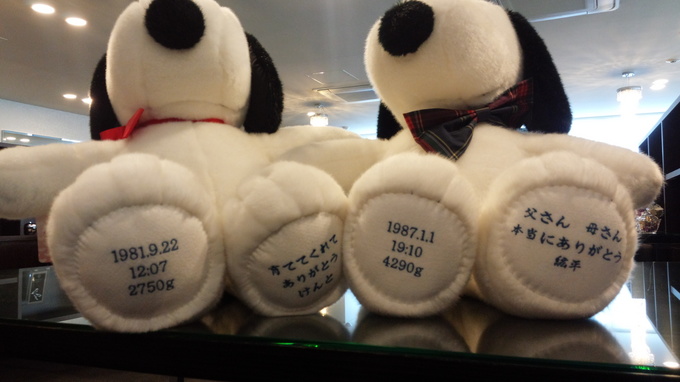 1981.9.22
12:07
2750g
育ててくれて
ありがとう
けんと
1987.1.1
19:10
4290g
父さん 母さん
本当にありがとう